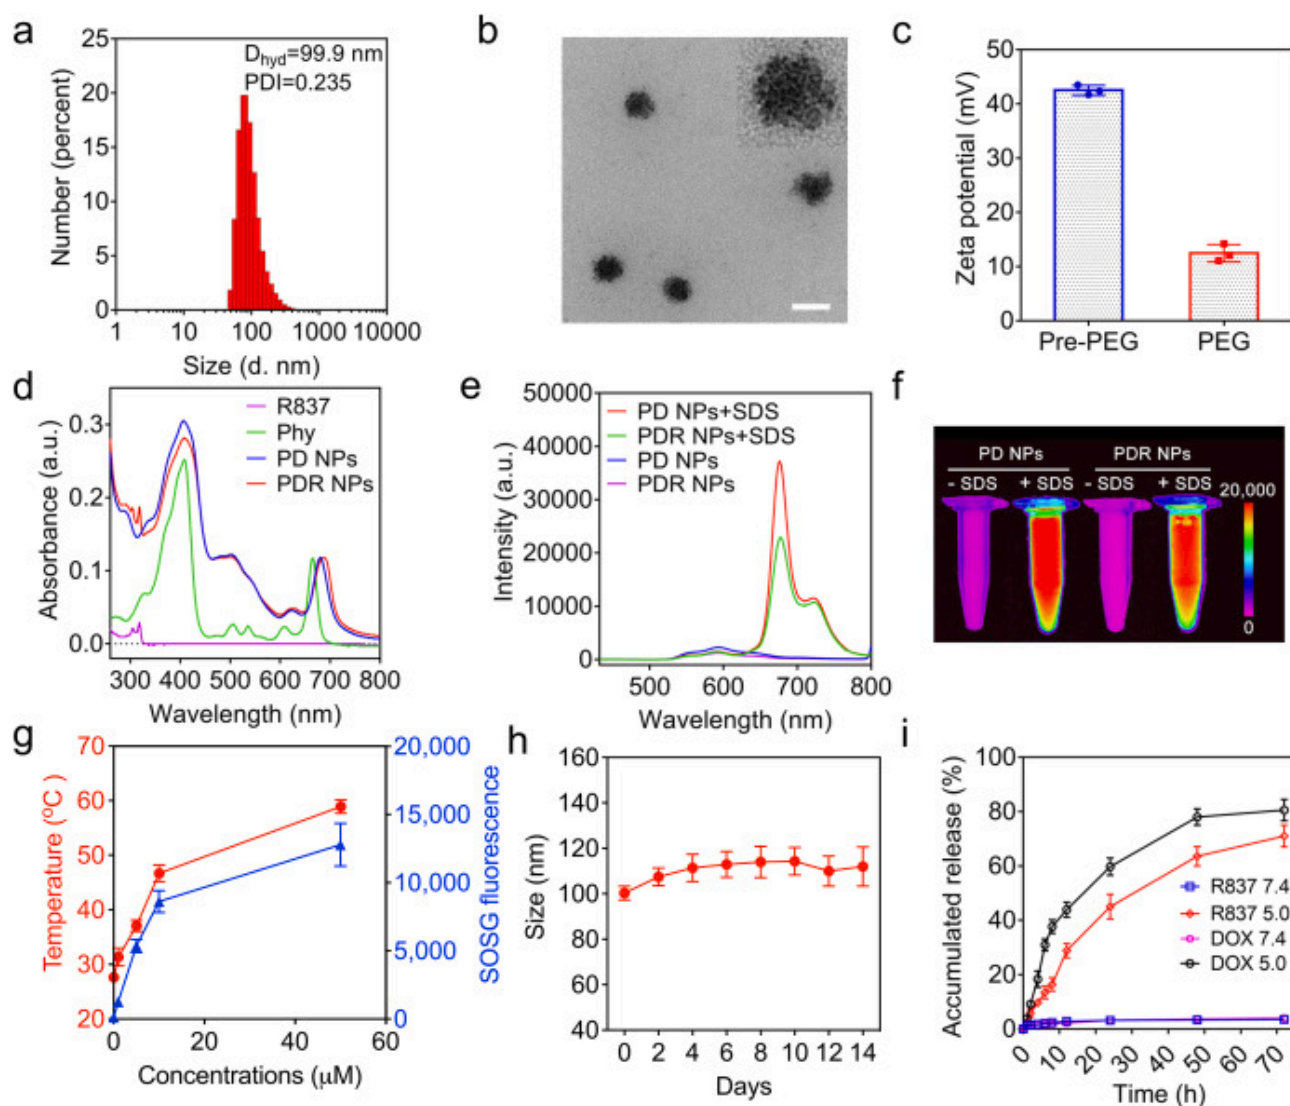 a
25
20
15
10
5
0
Number (percent)
D_hyd=99.9 nm
PDI=0.235
1
10
100
1000
10000
Size (d. nm)
b
c
50
40
30
20
10
0
Zeta potential (mV)
Pre-PEG
PEG
d
0.3
0.2
0.1
0.0
Absorbance (a.u.)
R837
Phy
PD NPs
PDR NPs
300 400 500 600 700 800
Wavelength (nm)
e
50000
40000
30000
20000
10000
0
Intensity (a.u.)
PD NPs+SDS
PDR NPs+SDS
PD NPs
PDR NPs
500 600 700 800
Wavelength (nm)
f
PD NPs
PDR NPs
- SDS
+ SDS
- SDS
+ SDS
20,000
0
g
70
60
50
40
30
20
Temperature (°C)
20,000
15,000
10,000
5,000
0
SOSG fluorescence
0 20 40 60
Concentrations (μM)
h
160
140
120
100
80
60
40
Size (nm)
0 2 4 6 8 10 12 14
Days
i
80
60
40
20
0
Accumulated release (%)
R837 7.4
R837 5.0
DOX 7.4
DOX 5.0
0 10 20 30 40 50 60 70
Time (h)